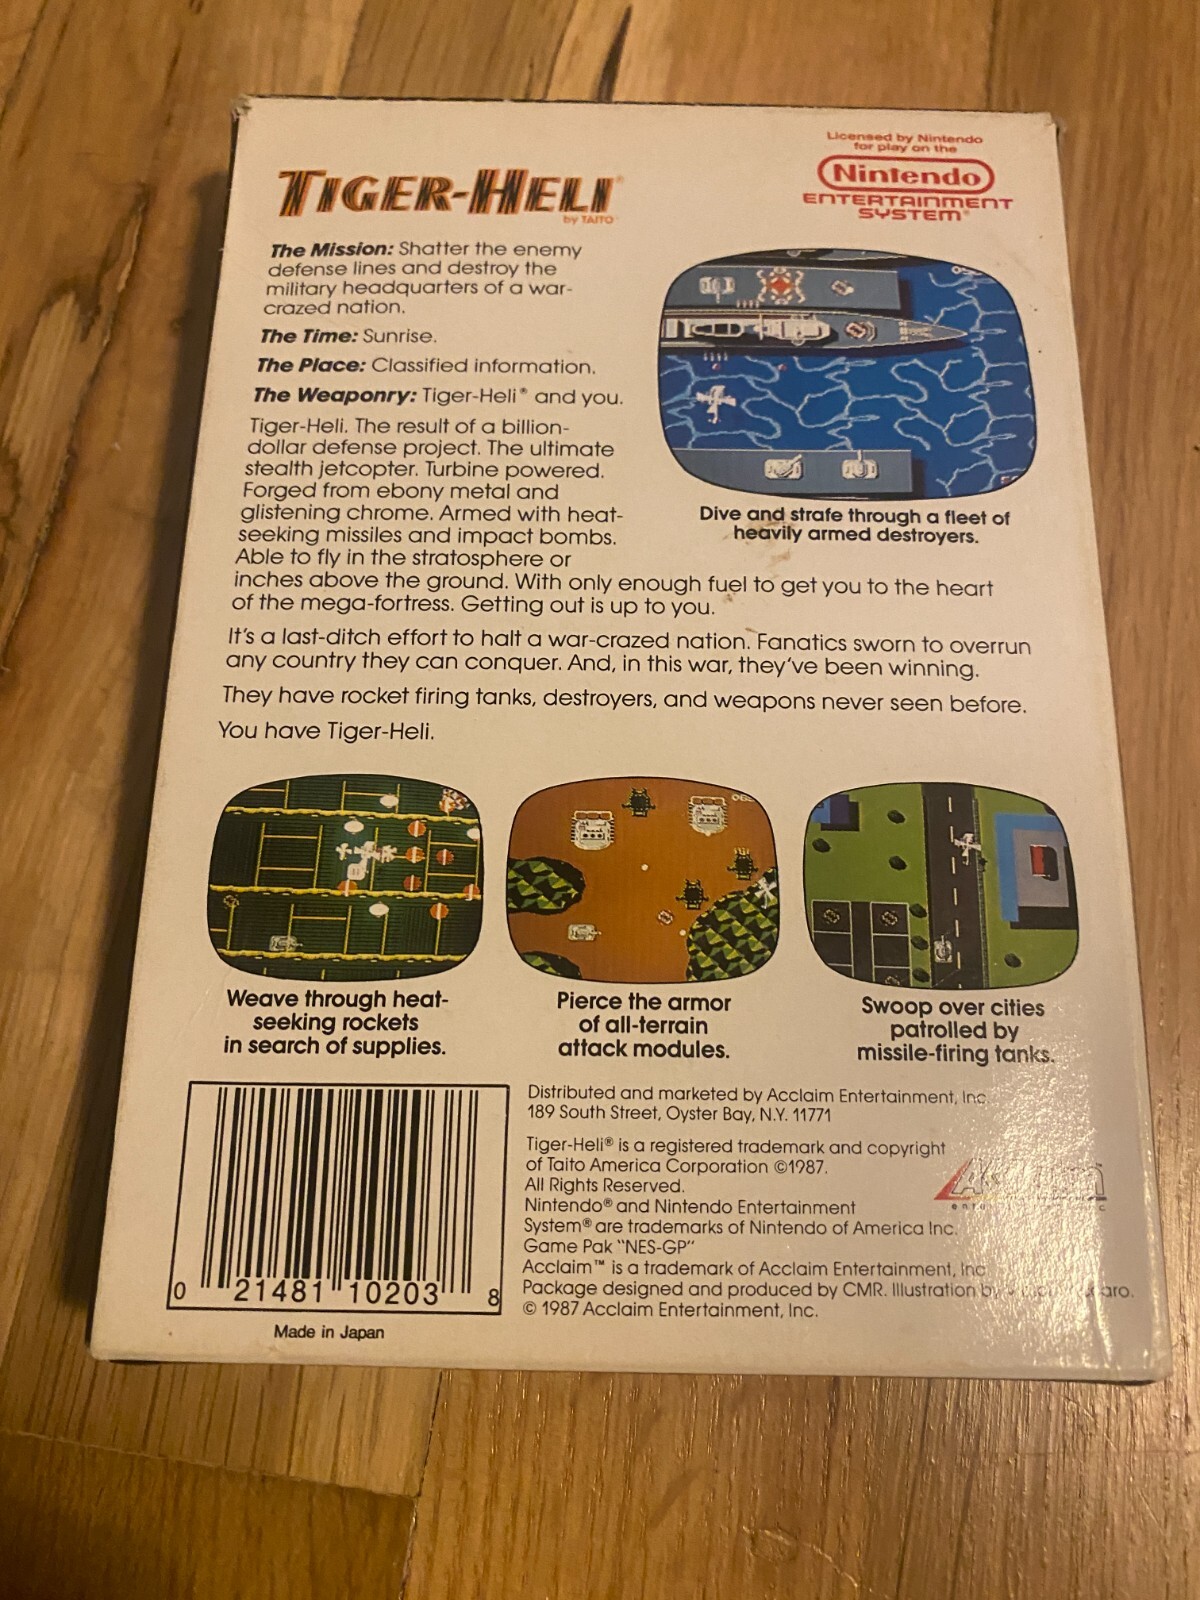 Licensed by Nintendo
for play on the
Nintendo
ENTERTAINMENT
SYSTEM®
TIGER-HELI®
by TAITO™
The Mission: Shatter the enemy
defense lines and destroy the
military headquarters of a war-
crazed nation.
The Time: Sunrise.
The Place: Classified information.
The Weaponry: Tiger-Heli® and you.
Tiger-Heli. The result of a billion-
dollar defense project. The ultimate
stealth jetcopter. Turbine powered.
Forged from ebony metal and
glistening chrome. Armed with heat-
seeking missiles and impact bombs.
Able to fly in the stratosphere or
inches above the ground. With only enough fuel to get you to the heart
of the mega-fortress. Getting out is up to you.
Dive and strafe through a fleet of
heavily armed destroyers.
It's a last-ditch effort to halt a war-crazed nation. Fanatics sworn to overrun
any country they can conquer. And, in this war, they've been winning.
They have rocket firing tanks, destroyers, and weapons never seen before.
You have Tiger-Heli.
Weave through heat-
seeking rockets
in search of supplies.
Pierce the armor
of all-terrain
attack modules.
Swoop over cities
patrolled by
missile-firing tanks.
Distributed and marketed by Acclaim Entertainment, Inc.
189 South Street, Oyster Bay, N.Y. 11771
Tiger-Heli® is a registered trademark and copyright
of Taito America Corporation ©1987.
All Rights Reserved.
Nintendo® and Nintendo Entertainment
System® are trademarks of Nintendo of America Inc.
Game Pak "NES-GP"
Acclaim™ is a trademark of Acclaim Entertainment, Inc
Package designed and produced by CMR. Illustration by
© 1987 Acclaim Entertainment, Inc.
0 21481 10203 8
Made in Japan